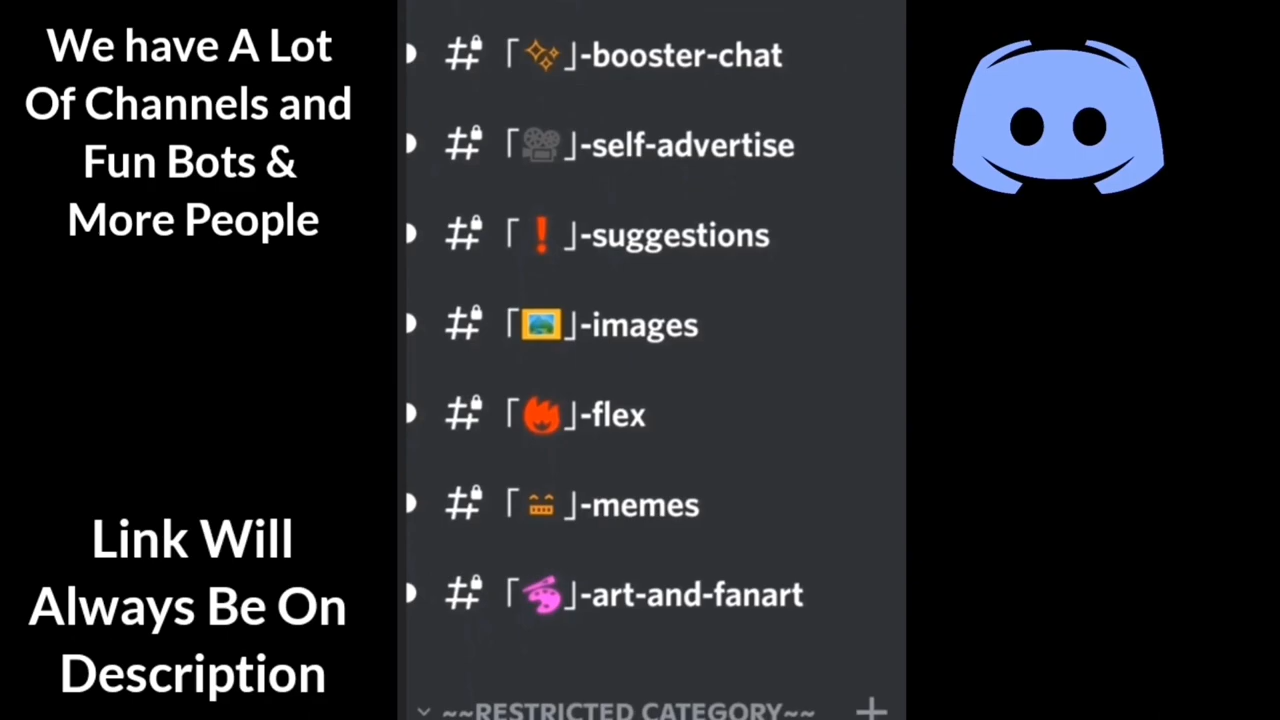 We have A Lot
Of Channels and
Fun Bots &
More People
「✨」-booster-chat
「🎥」-self-advertise
「❗」-suggestions
「🖼」-images
「🔥」-flex
「😁」-memes
「🎨」-art-and-fanart
~~RESTRICTED CATEGORY~~
Link Will
Always Be On
Description